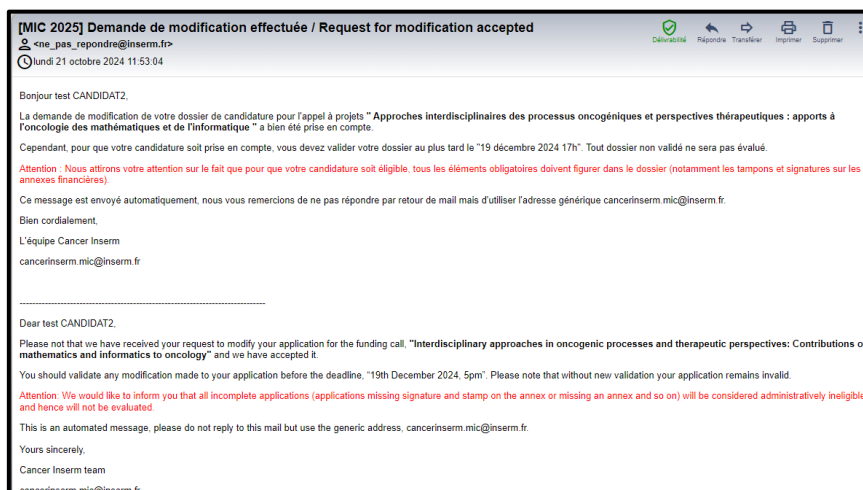 [MIC 2025] Demande de modification effectuée / Request for modification accepted
<ne_pas_repondre@inserm.fr>
lundi 21 octobre 2024 11:53:04
Délivrabilité Répondre Transférer Imprimer Supprimer
Bonjour test CANDIDAT2,
La demande de modification de votre dossier de candidature pour l'appel à projets " Approches interdisciplinaires des processus oncogéniques et perspectives thérapeutiques : apports à
l'oncologie des mathématiques et de l'informatique " a bien été prise en compte.
Cependant, pour que votre candidature soit prise en compte, vous devez valider votre dossier au plus tard le "19 décembre 2024 17h". Tout dossier non validé ne sera pas évalué.
Attention : Nous attirons votre attention sur le fait que pour que votre candidature soit éligible, tous les éléments obligatoires doivent figurer dans le dossier (notamment les tampons et signatures sur les
annexes financières).
Ce message est envoyé automatiquement, nous vous remercions de ne pas répondre par retour de mail mais d'utiliser l'adresse générique cancerinserm.mic@inserm.fr.
Bien cordialement,
L'équipe Cancer Inserm
cancerinserm.mic@inserm.fr
------------------------------------------------------------------------------
Dear test CANDIDAT2,
Please not that we have received your request to modify your application for the funding call, "Interdisciplinary approaches in oncogenic processes and therapeutic perspectives: Contributions o
mathematics and informatics to oncology" and we have accepted it.
You should validate any modification made to your application before the deadline, "19th December 2024, 5pm". Please note that without new validation your application remains invalid.
Attention: We would like to inform you that all incomplete applications (applications missing signature and stamp on the annex or missing an annex and so on) will be considered administratively ineligible
and hence will not be evaluated.
This is an automated message, please do not reply to this mail but use the generic address, cancerinserm.mic@inserm.fr.
Yours sincerely,
Cancer Inserm team
cancerinserm.mic@inserm.fr